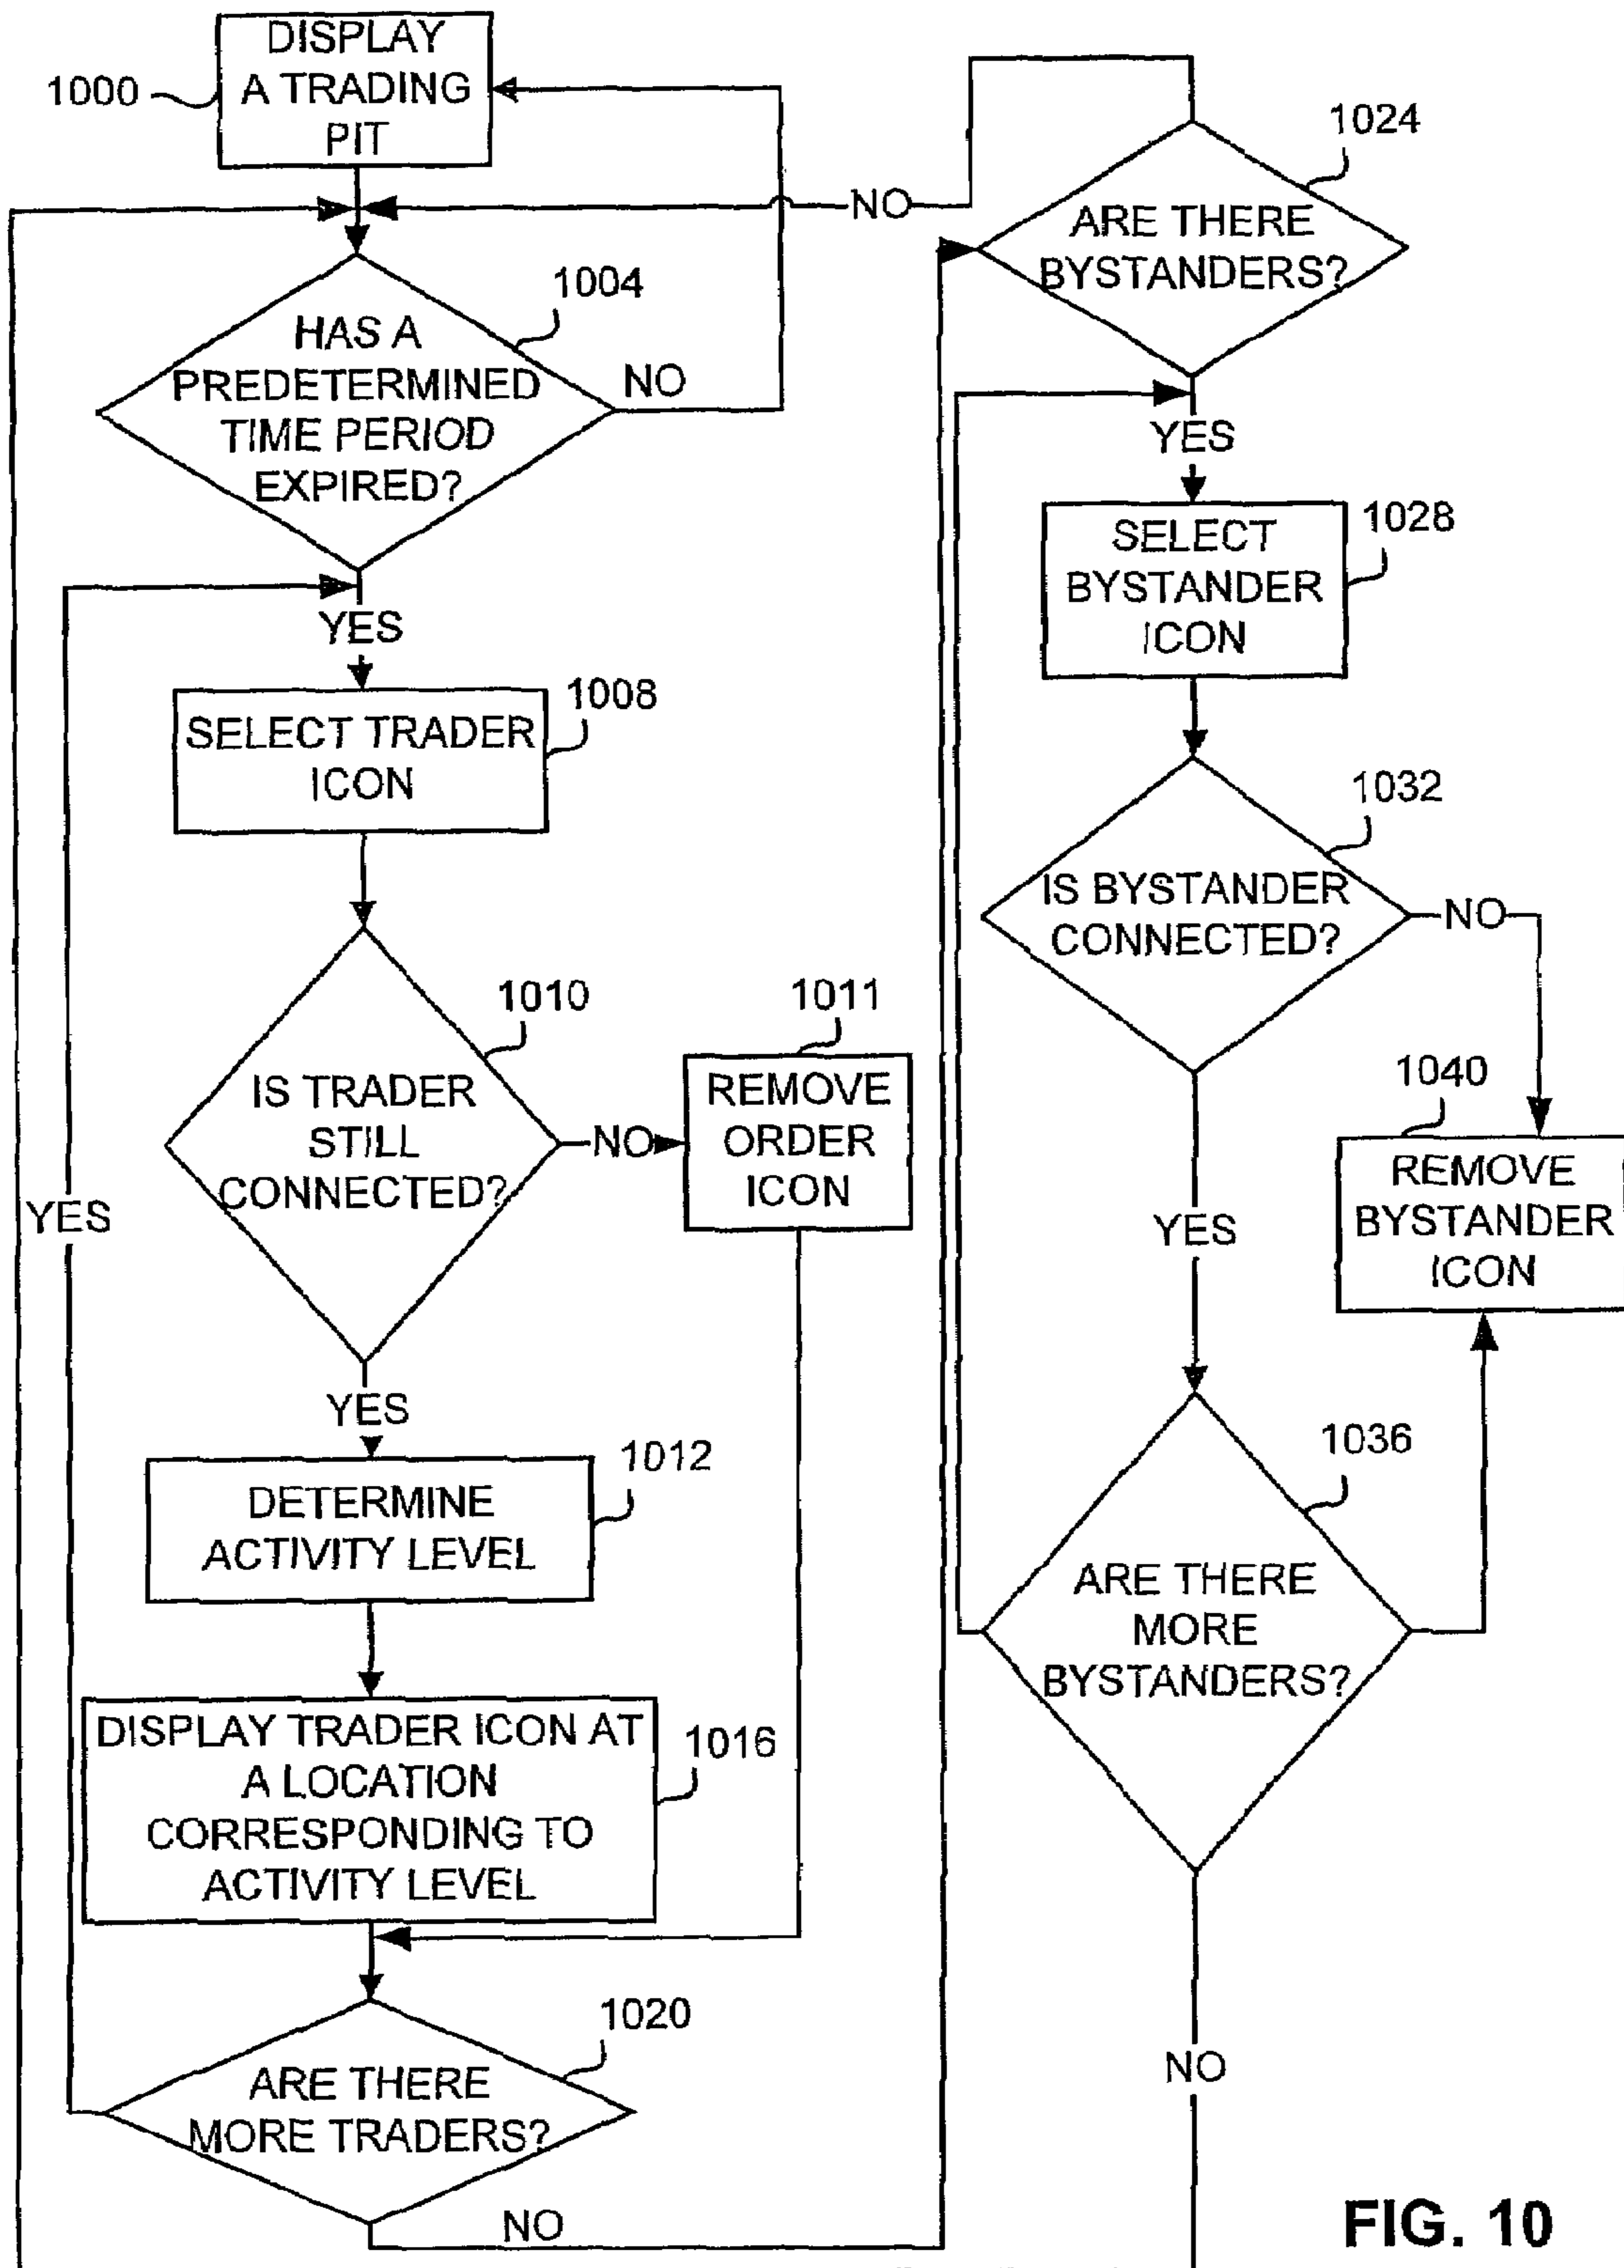 DISPLAY
A TRADING
PIT
1000
HAS A
PREDETERMINED
TIME PERIOD
EXPIRED?
1004
NO
YES
SELECT TRADER
ICON
1008
IS TRADER
STILL
CONNECTED?
1010
NO
REMOVE
ORDER
ICON
1011
YES
DETERMINE
ACTIVITY LEVEL
1012
DISPLAY TRADER ICON AT
A LOCATION
CORRESPONDING TO
ACTIVITY LEVEL
1016
ARE THERE
MORE TRADERS?
1020
YES
NO
ARE THERE
BYSTANDERS?
1024
NO
YES
SELECT
BYSTANDER
ICON
1028
IS BYSTANDER
CONNECTED?
1032
NO
1040
REMOVE
BYSTANDER
ICON
YES
ARE THERE
MORE
BYSTANDERS?
1036
NO
FIG. 10